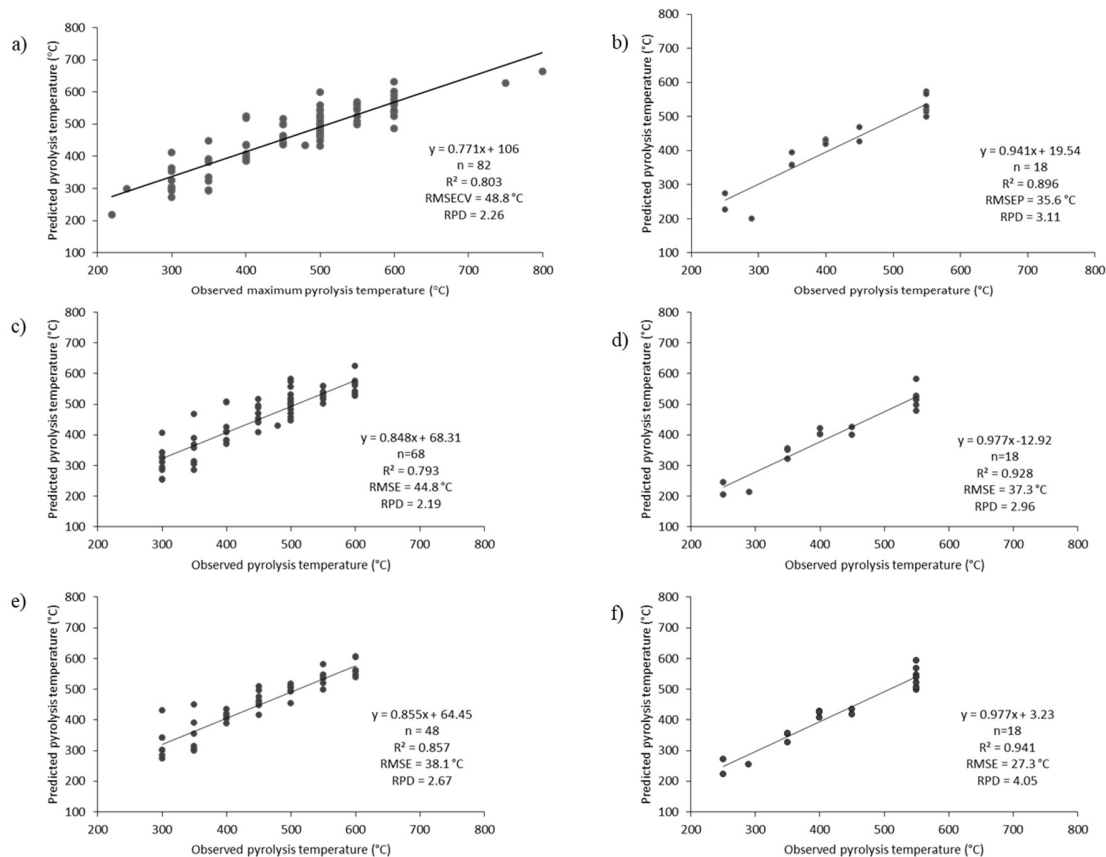 a)
Predicted pyrolysis temperature (°C)
800
700
600
500
400
300
200
100
200
300
400
500
600
700
800
y = 0.771x + 106
n = 82
R² = 0.803
RMSECV = 48.8 °C
RPD = 2.26
Observed maximum pyrolysis temperature (°C)
b)
Predicted pyrolysis temperature (°C)
800
700
600
500
400
300
200
100
200
300
400
500
600
700
800
y = 0.941x + 19.54
n = 18
R² = 0.896
RMSEP = 35.6 °C
RPD = 3.11
Observed pyrolysis temperature (°C)
c)
Predicted pyrolysis temperature (°C)
800
700
600
500
400
300
200
100
200
300
400
500
600
700
800
y = 0.848x + 68.31
n=68
R² = 0.793
RMSE = 44.8 °C
RPD = 2.19
Observed pyrolysis temperature (°C)
d)
Predicted pyrolysis temperature (°C)
800
700
600
500
400
300
200
100
200
300
400
500
600
700
800
y = 0.977x -12.92
n=18
R² = 0.928
RMSE = 37.3 °C
RPD = 2.96
Observed pyrolysis temperature (°C)
e)
Predicted pyrolysis temperature (°C)
800
700
600
500
400
300
200
100
200
300
400
500
600
700
800
y = 0.855x + 64.45
n = 48
R² = 0.857
RMSE = 38.1 °C
RPD = 2.67
Observed pyrolysis temperature (°C)
f)
Predicted pyrolysis temperature (°C)
800
700
600
500
400
300
200
100
200
300
400
500
600
700
800
y = 0.977x + 3.23
n=18
R² = 0.941
RMSE = 27.3 °C
RPD = 4.05
Observed pyrolysis temperature (°C)